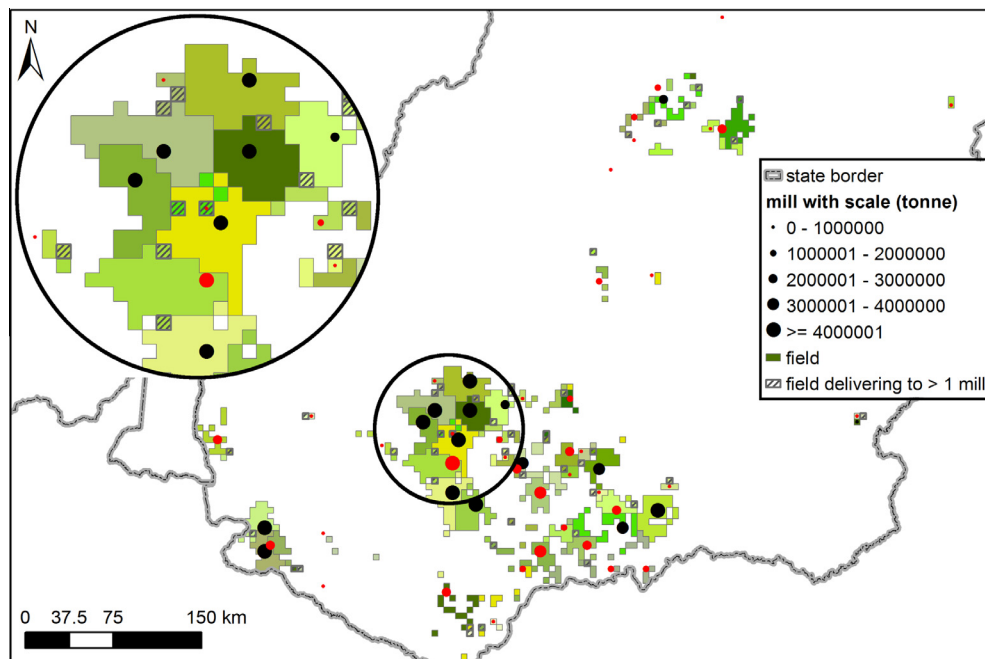 N
state border
mill with scale (tonne)
0 - 1000000
1000001 - 2000000
2000001 - 3000000
3000001 - 4000000
>= 4000001
field
field delivering to > 1 mill
0 37.5 75 150 km